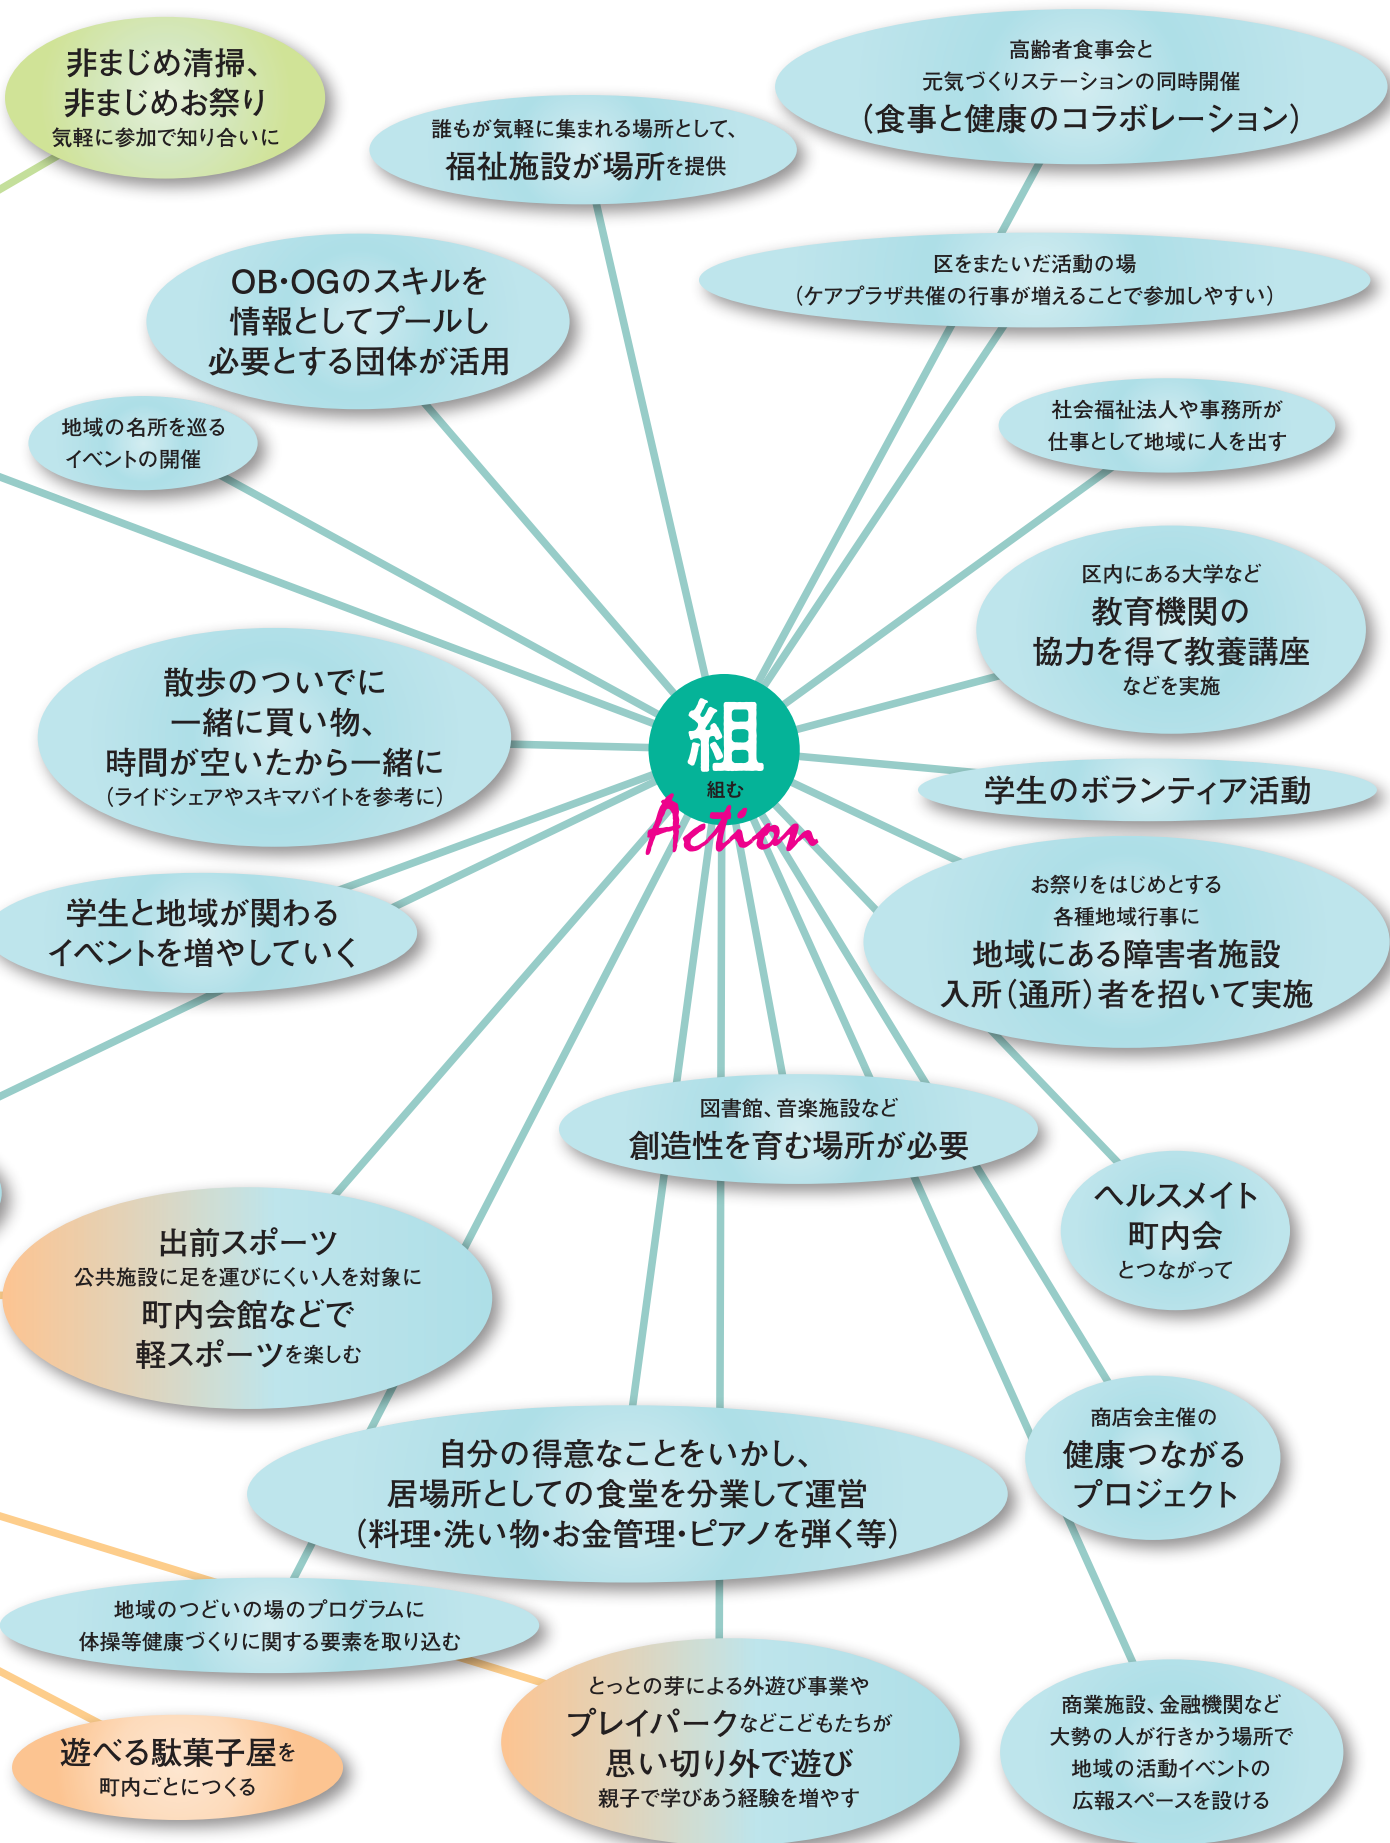 非まじめ清掃、
非まじめお祭り
気軽に参加で知り合いに
高齢者食事会と
元気づくりステーションの同時開催
（食事と健康のコラボレーション）
誰もが気軽に集まれる場所として、
福祉施設が場所を提供
OB・OGのスキルを
情報としてプールし
必要とする団体が活用
区をまたいだ活動の場
（ケアプラザ共催の行事が増えることで参加しやすい）
地域の名所を巡る
イベントの開催
社会福祉法人や事務所が
仕事として地域に人を出す
区内にある大学など
教育機関の
協力を得て教養講座
などを実施
散歩のついでに
一緒に買い物、
時間が空いたから一緒に
（ライドシェアやスキマバイトを参考に）
組
組む
Action
学生のボランティア活動
お祭りをはじめとする
各種地域行事に
地域にある障害者施設
入所（通所）者を招いて実施
学生と地域が関わる
イベントを増やしていく
図書館、音楽施設など
創造性を育む場所が必要
ヘルスメイト
町内会
とつながって
出前スポーツ
公共施設に足を運びにくい人を対象に
町内会館などで
軽スポーツを楽しむ
商店会主催の
健康つながる
プロジェクト
自分の得意なことをいかし、
居場所としての食堂を分業して運営
（料理・洗い物・お金管理・ピアノを弾く等）
地域のつどいの場のプログラムに
体操等健康づくりに関する要素を取り込む
とっとの芽による外遊び事業や
プレイパークなどこどもたちが
思い切り外で遊び
親子で学びあう経験を増やす
商業施設、金融機関など
大勢の人が行きかう場所で
地域の活動イベントの
広報スペースを設ける
遊べる駄菓子屋を
町内ごとにつくる